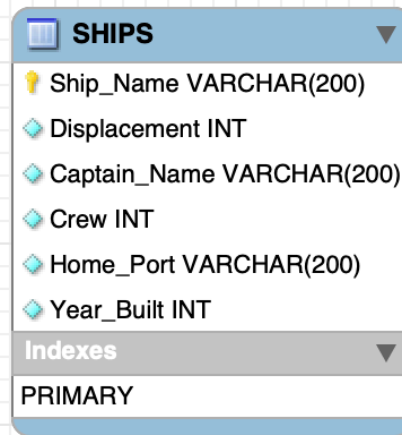 SHIPS
Ship_Name VARCHAR(200)
Displacement INT
Captain_Name VARCHAR(200)
Crew INT
Home_Port VARCHAR(200)
Year_Built INT
Indexes
PRIMARY